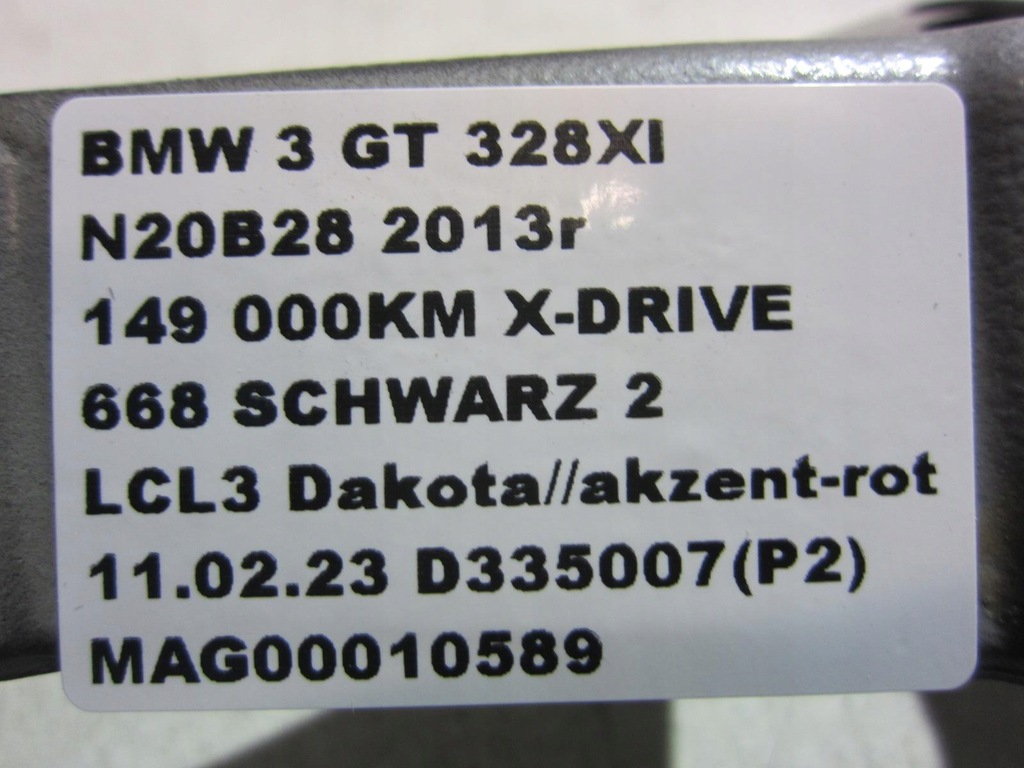 BMW 3 GT 328XI
N20B28 2013r
149 000KM X-DRIVE
668 SCHWARZ 2
LCL3 Dakota//akzent-rot
11.02.23 D335007(P2)
MAG00010589